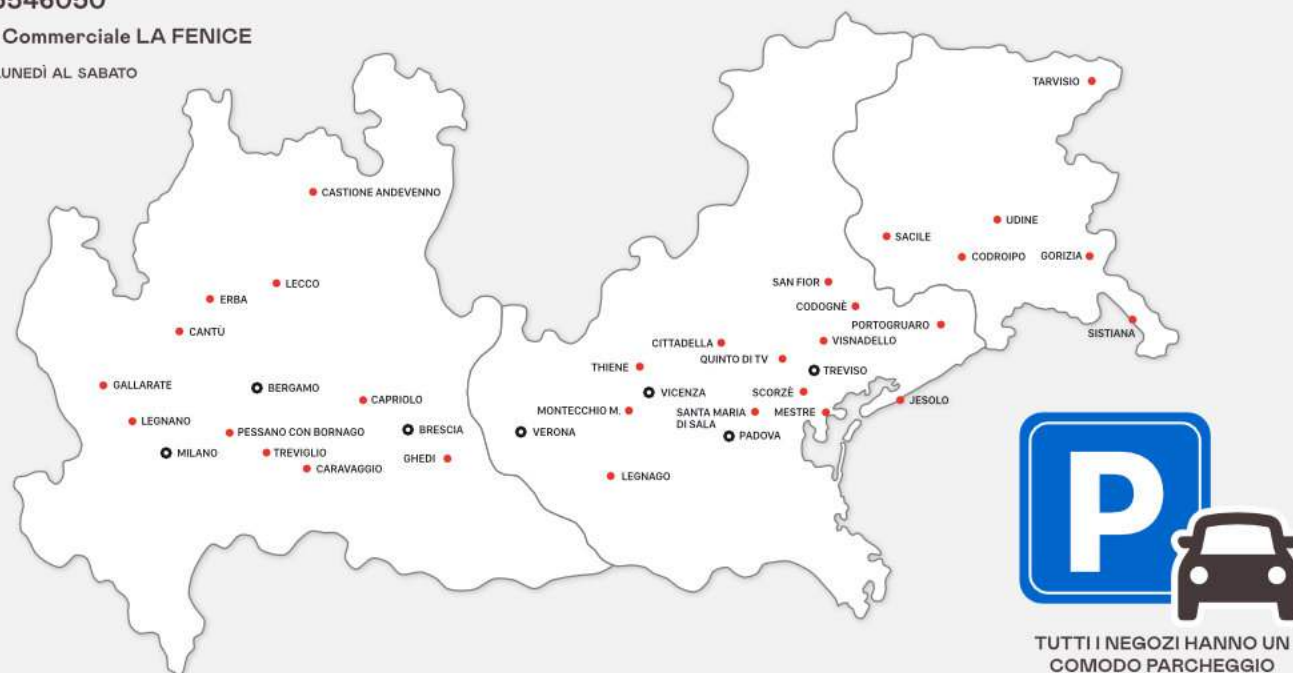 Commerciale LA FENICE
AL SABATO
TARVISIO
CASTIONE ANDEVENNO
UDINE
SACILE
CODROIPO
GORIZIA
LECCO
SAN FIOR
ERBA
CODOGNÈ
PORTOGRUARO
SISTIANA
CANTÙ
VISNADELLO
CITTADELLA
QUINTO DI TV
THIENE
TREVISO
GALLARATE
BERGAMO
VICENZA
SCORZÈ
CAPRIOLO
JESOLO
MONTECCHIO M.
SANTA MARIA
DI SALA
MESTRE
LEGNANO
BRESCIA
PESSANO CON BORNAGO
VERONA
PADOVA
MILANO
TREVIGLIO
GHEDI
CARAVAGGIO
LEGNAGO
P
TUTTI I NEGOZI HANNO UN
COMODO PARCHEGGIO